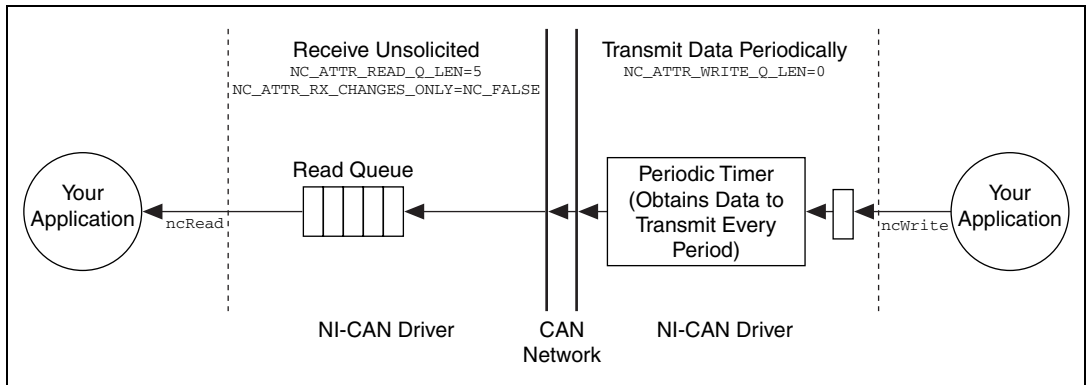 Receive Unsolicited
NC_ATTR_READ_Q_LEN=5
NC_ATTR_RX_CHANGES_ONLY=NC_FALSE
Transmit Data Periodically
NC_ATTR_WRITE_Q_LEN=0
Your
Application
ncRead
Read Queue
Periodic Timer
(Obtains Data to
Transmit Every
Period)
ncWrite
Your
Application
NI-CAN Driver
CAN
Network
NI-CAN Driver